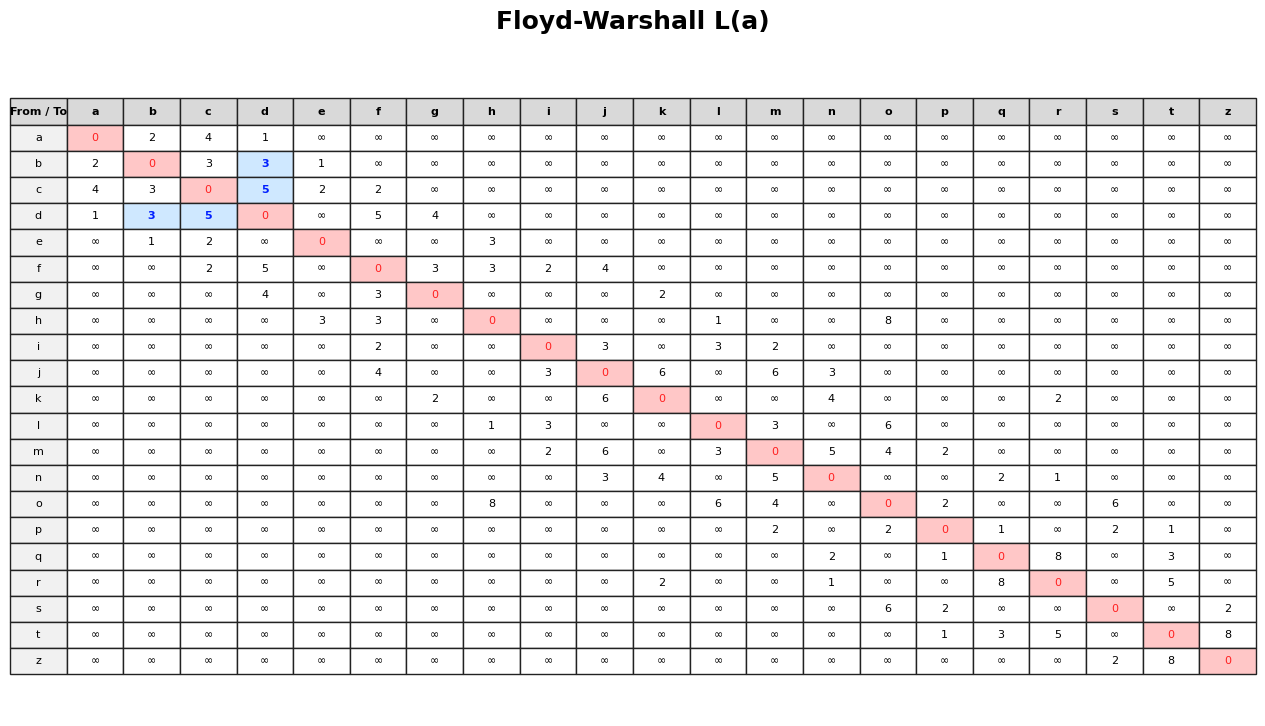 Floyd-Warshall L(a)
From / To a b c d e f g h i j k l m n o p q r s t z
a 0 2 4 1 ∞ ∞ ∞ ∞ ∞ ∞ ∞ ∞ ∞ ∞ ∞ ∞ ∞ ∞ ∞ ∞ ∞
b 2 0 3 3 1 ∞ ∞ ∞ ∞ ∞ ∞ ∞ ∞ ∞ ∞ ∞ ∞ ∞ ∞ ∞ ∞
c 4 3 0 5 2 2 ∞ ∞ ∞ ∞ ∞ ∞ ∞ ∞ ∞ ∞ ∞ ∞ ∞ ∞ ∞
d 1 3 5 0 ∞ 5 4 ∞ ∞ ∞ ∞ ∞ ∞ ∞ ∞ ∞ ∞ ∞ ∞ ∞ ∞
e ∞ 1 2 ∞ 0 ∞ ∞ 3 ∞ ∞ ∞ ∞ ∞ ∞ ∞ ∞ ∞ ∞ ∞ ∞ ∞
f ∞ ∞ 2 5 ∞ 0 3 3 2 4 ∞ ∞ ∞ ∞ ∞ ∞ ∞ ∞ ∞ ∞ ∞
g ∞ ∞ ∞ 4 ∞ 3 0 ∞ ∞ ∞ 2 ∞ ∞ ∞ ∞ ∞ ∞ ∞ ∞ ∞ ∞
h ∞ ∞ ∞ ∞ 3 3 ∞ 0 ∞ ∞ ∞ 1 ∞ ∞ 8 ∞ ∞ ∞ ∞ ∞ ∞
i ∞ ∞ ∞ ∞ ∞ 2 ∞ ∞ 0 3 ∞ 3 2 ∞ ∞ ∞ ∞ ∞ ∞ ∞ ∞
j ∞ ∞ ∞ ∞ ∞ 4 ∞ ∞ 3 0 6 ∞ 6 3 ∞ ∞ ∞ ∞ ∞ ∞ ∞
k ∞ ∞ ∞ ∞ ∞ ∞ 2 ∞ ∞ 6 0 ∞ ∞ 4 ∞ ∞ ∞ 2 ∞ ∞ ∞
l ∞ ∞ ∞ ∞ ∞ ∞ ∞ 1 3 ∞ ∞ 0 3 ∞ 6 ∞ ∞ ∞ ∞ ∞ ∞
m ∞ ∞ ∞ ∞ ∞ ∞ ∞ ∞ 2 6 ∞ 3 0 5 4 2 ∞ ∞ ∞ ∞ ∞
n ∞ ∞ ∞ ∞ ∞ ∞ ∞ ∞ ∞ 3 4 ∞ 5 0 ∞ ∞ 2 1 ∞ ∞ ∞
o ∞ ∞ ∞ ∞ ∞ ∞ ∞ 8 ∞ ∞ ∞ 6 4 ∞ 0 2 ∞ ∞ 6 ∞ ∞
p ∞ ∞ ∞ ∞ ∞ ∞ ∞ ∞ ∞ ∞ ∞ ∞ 2 ∞ 2 0 1 ∞ 2 1 ∞
q ∞ ∞ ∞ ∞ ∞ ∞ ∞ ∞ ∞ ∞ ∞ ∞ ∞ 2 ∞ 1 0 8 ∞ 3 ∞
r ∞ ∞ ∞ ∞ ∞ ∞ ∞ ∞ ∞ ∞ 2 ∞ ∞ 1 ∞ ∞ 8 0 ∞ 5 ∞
s ∞ ∞ ∞ ∞ ∞ ∞ ∞ ∞ ∞ ∞ ∞ ∞ ∞ ∞ 6 2 ∞ ∞ 0 ∞ 2
t ∞ ∞ ∞ ∞ ∞ ∞ ∞ ∞ ∞ ∞ ∞ ∞ ∞ ∞ ∞ 1 3 5 ∞ 0 8
z ∞ ∞ ∞ ∞ ∞ ∞ ∞ ∞ ∞ ∞ ∞ ∞ ∞ ∞ ∞ ∞ ∞ ∞ 2 8 0